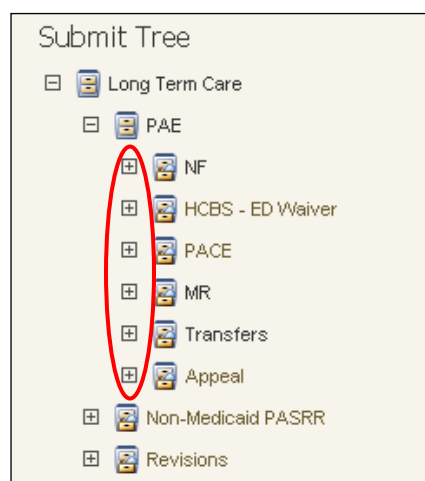 Submit Tree
Long Term Care
PAE
NF
HCBS - ED Waiver
PACE
MR
Transfers
Appeal
Non-Medicaid PASRR
Revisions